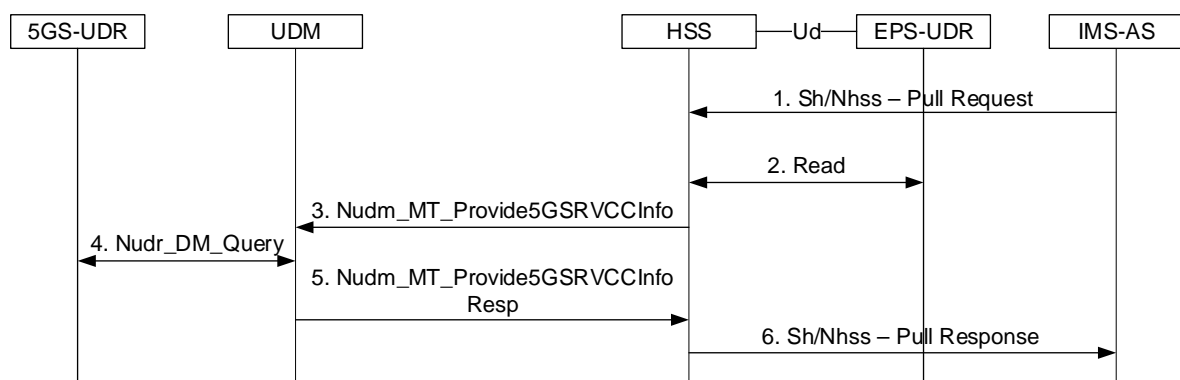 5GS-UDR
UDM
HSS
Ud
EPS-UDR
IMS-AS
1. Sh/Nhss – Pull Request
2. Read
3. Nudm_MT_Provide5GSRVCCInfo
4. Nudr_DM_Query
5. Nudm_MT_Provide5GSRVCCInfo
Resp
6. Sh/Nhss – Pull Response